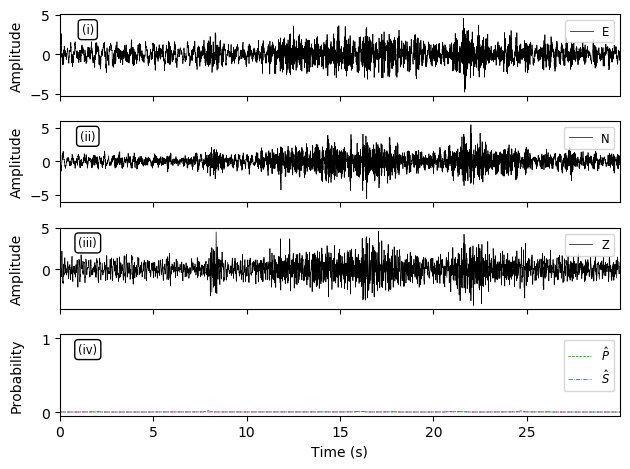 5
0
−5
Amplitude
(i)
E
5
0
−5
Amplitude
(ii)
N
5
0
Amplitude
(iii)
Z
1
0
Probability
(iv)
P̂
Ŝ
0 5 10 15 20 25
Time (s)